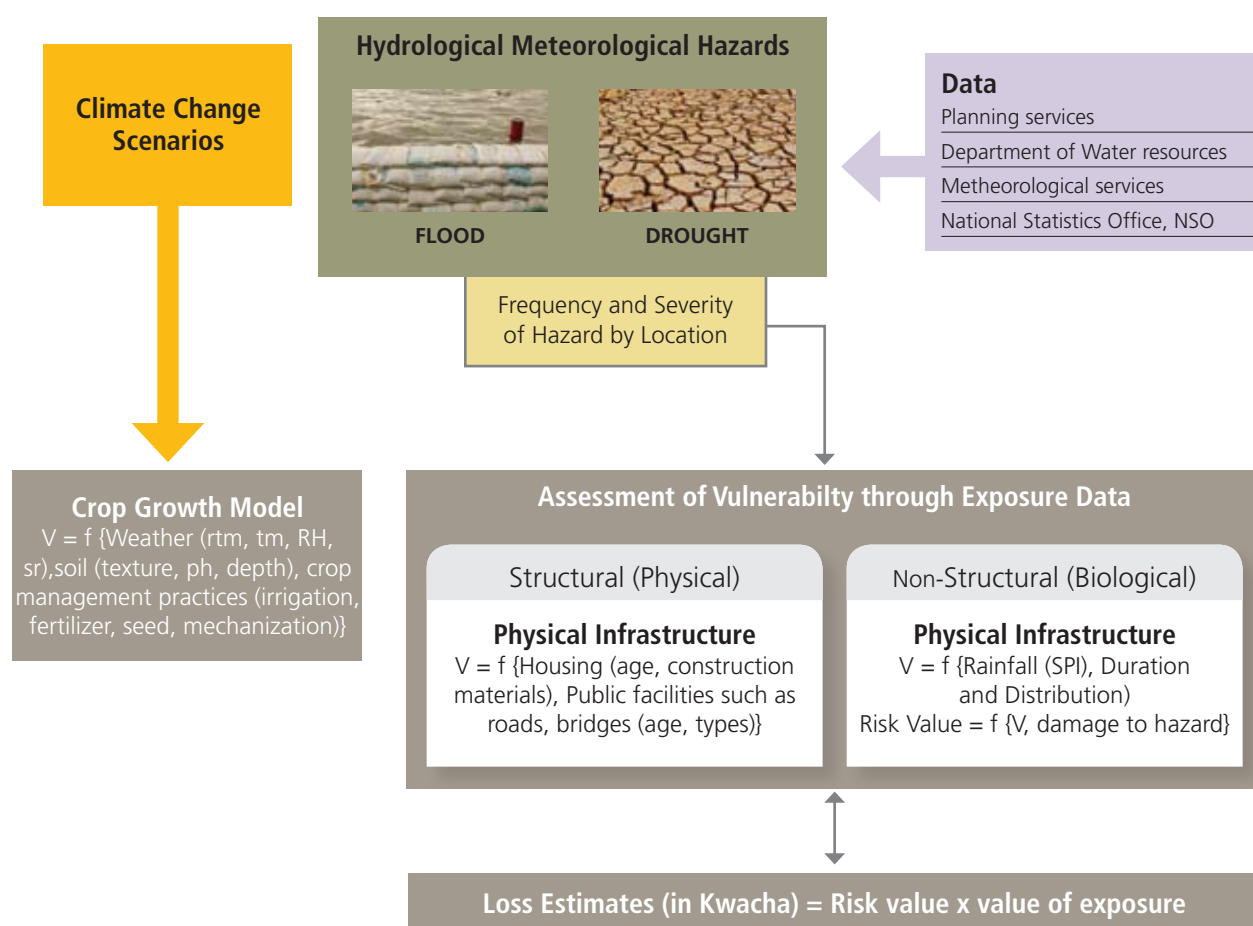 Climate Change
Scenarios
Hydrological Meteorological Hazards
FLOOD
DROUGHT
Data
Planning services
Department of Water resources
Metheorological services
National Statistics Office, NSO
Frequency and Severity
of Hazard by Location
Crop Growth Model
V = f {Weather (rtm, tm, RH,
sr),soil (texture, ph, depth), crop
management practices (irrigation,
fertilizer, seed, mechanization)}
Assessment of Vulnerabilty through Exposure Data
Structural (Physical)
Physical Infrastructure
V = f {Housing (age, construction
materials), Public facilities such as
roads, bridges (age, types)}
Non-Structural (Biological)
Physical Infrastructure
V = f {Rainfall (SPI), Duration
and Distribution)
Risk Value = f {V, damage to hazard}
Loss Estimates (in Kwacha) = Risk value x value of exposure